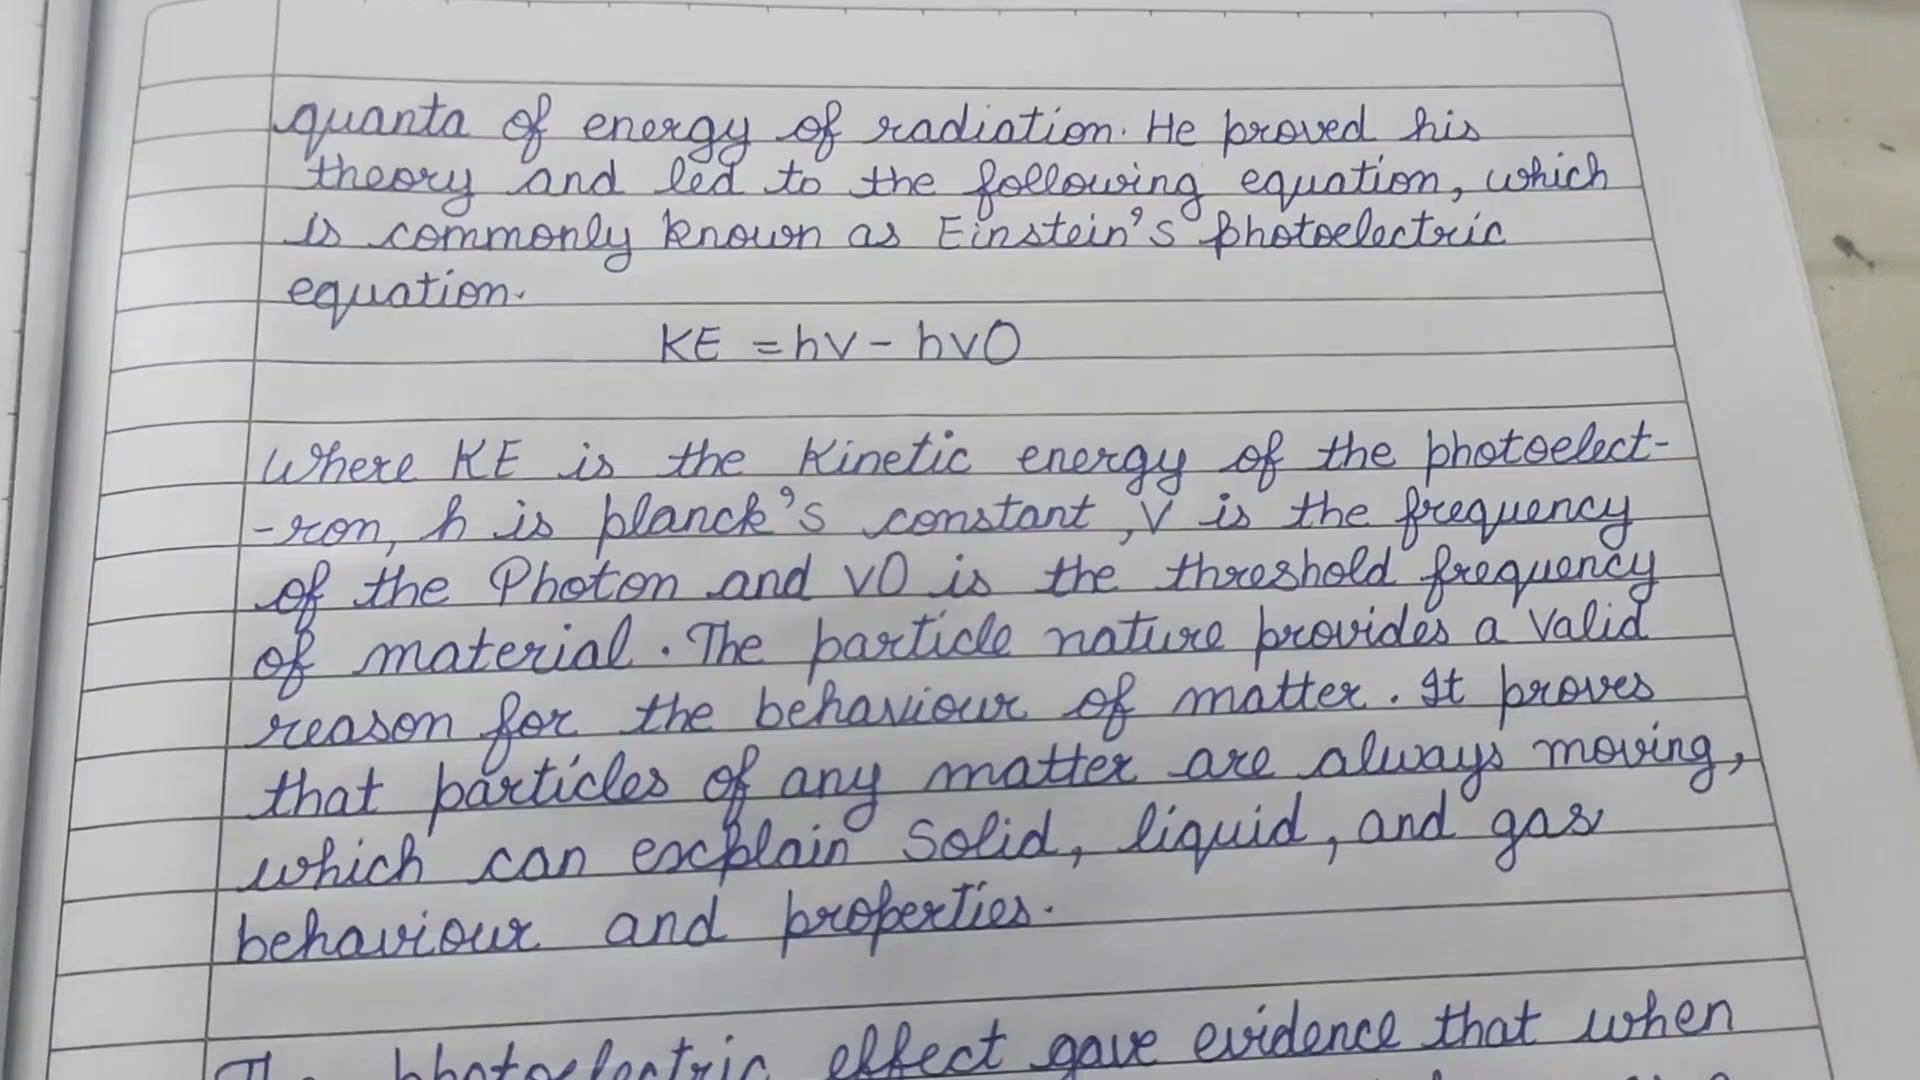 quanta of energy of radiation. He proved his
theory and led to the following equation, which
is commonly known as Einstein's photoelectric
equation.
KE = hv - hv0
Where KE is the Kinetic energy of the photoelect-
-ron, h is planck's constant, v is the frequency
of the Photon and v0 is the threshold frequency
of material. The particle nature provides a valid
reason for the behaviour of matter. It proves
that particles of any matter are always moving,
which can explain solid, liquid, and gas
behaviour and properties.
The photoelectric effect gave evidence that when